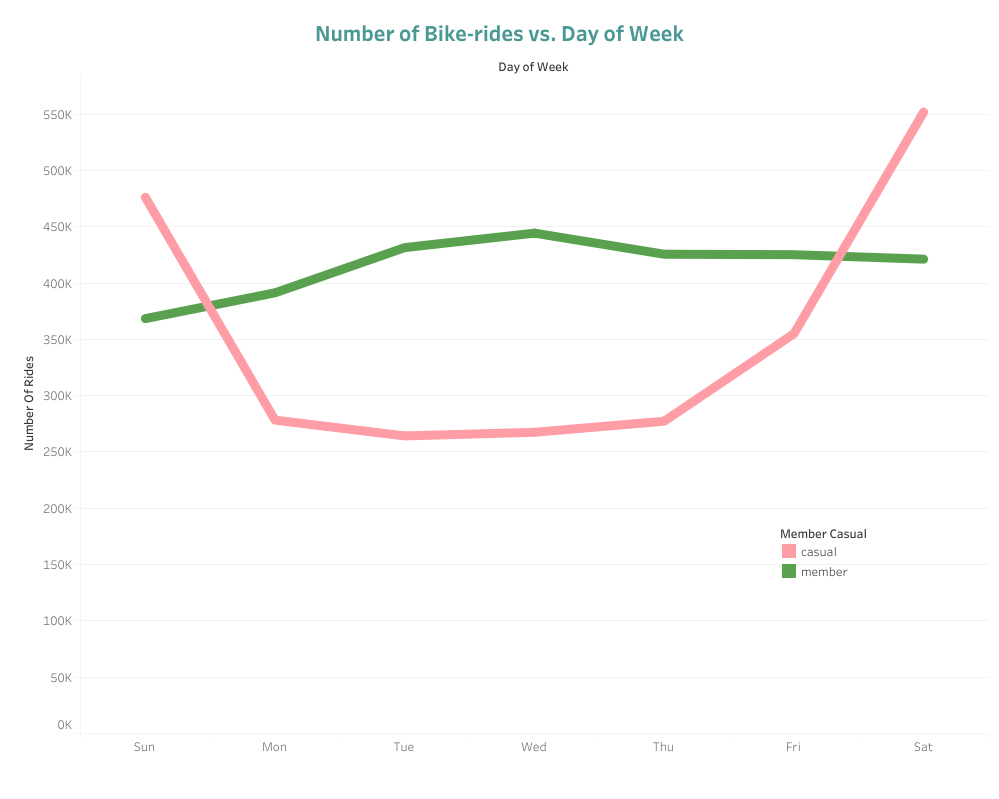 Number of Bike-rides vs. Day of Week
Day of Week
Number Of Rides
550K
500K
450K
400K
350K
300K
250K
200K
150K
100K
50K
0K
Member Casual
casual
member
Sun Mon Tue Wed Thu Fri Sat